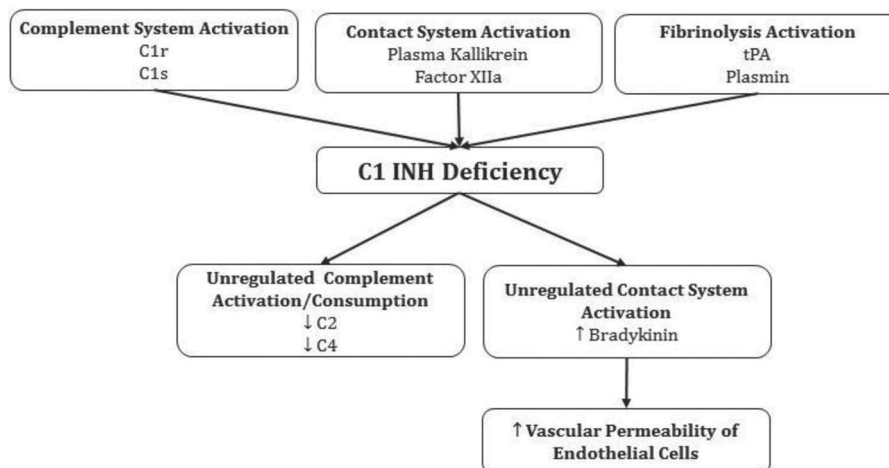 Complement System Activation
C1r
C1s
Contact System Activation
Plasma Kallikrein
Factor XIIa
Fibrinolysis Activation
tPA
Plasmin
C1 INH Deficiency
Unregulated Complement
Activation/Consumption
↓C2
↓C4
Unregulated Contact System
Activation
↑Bradykinin
↑Vascular Permeability of
Endothelial Cells